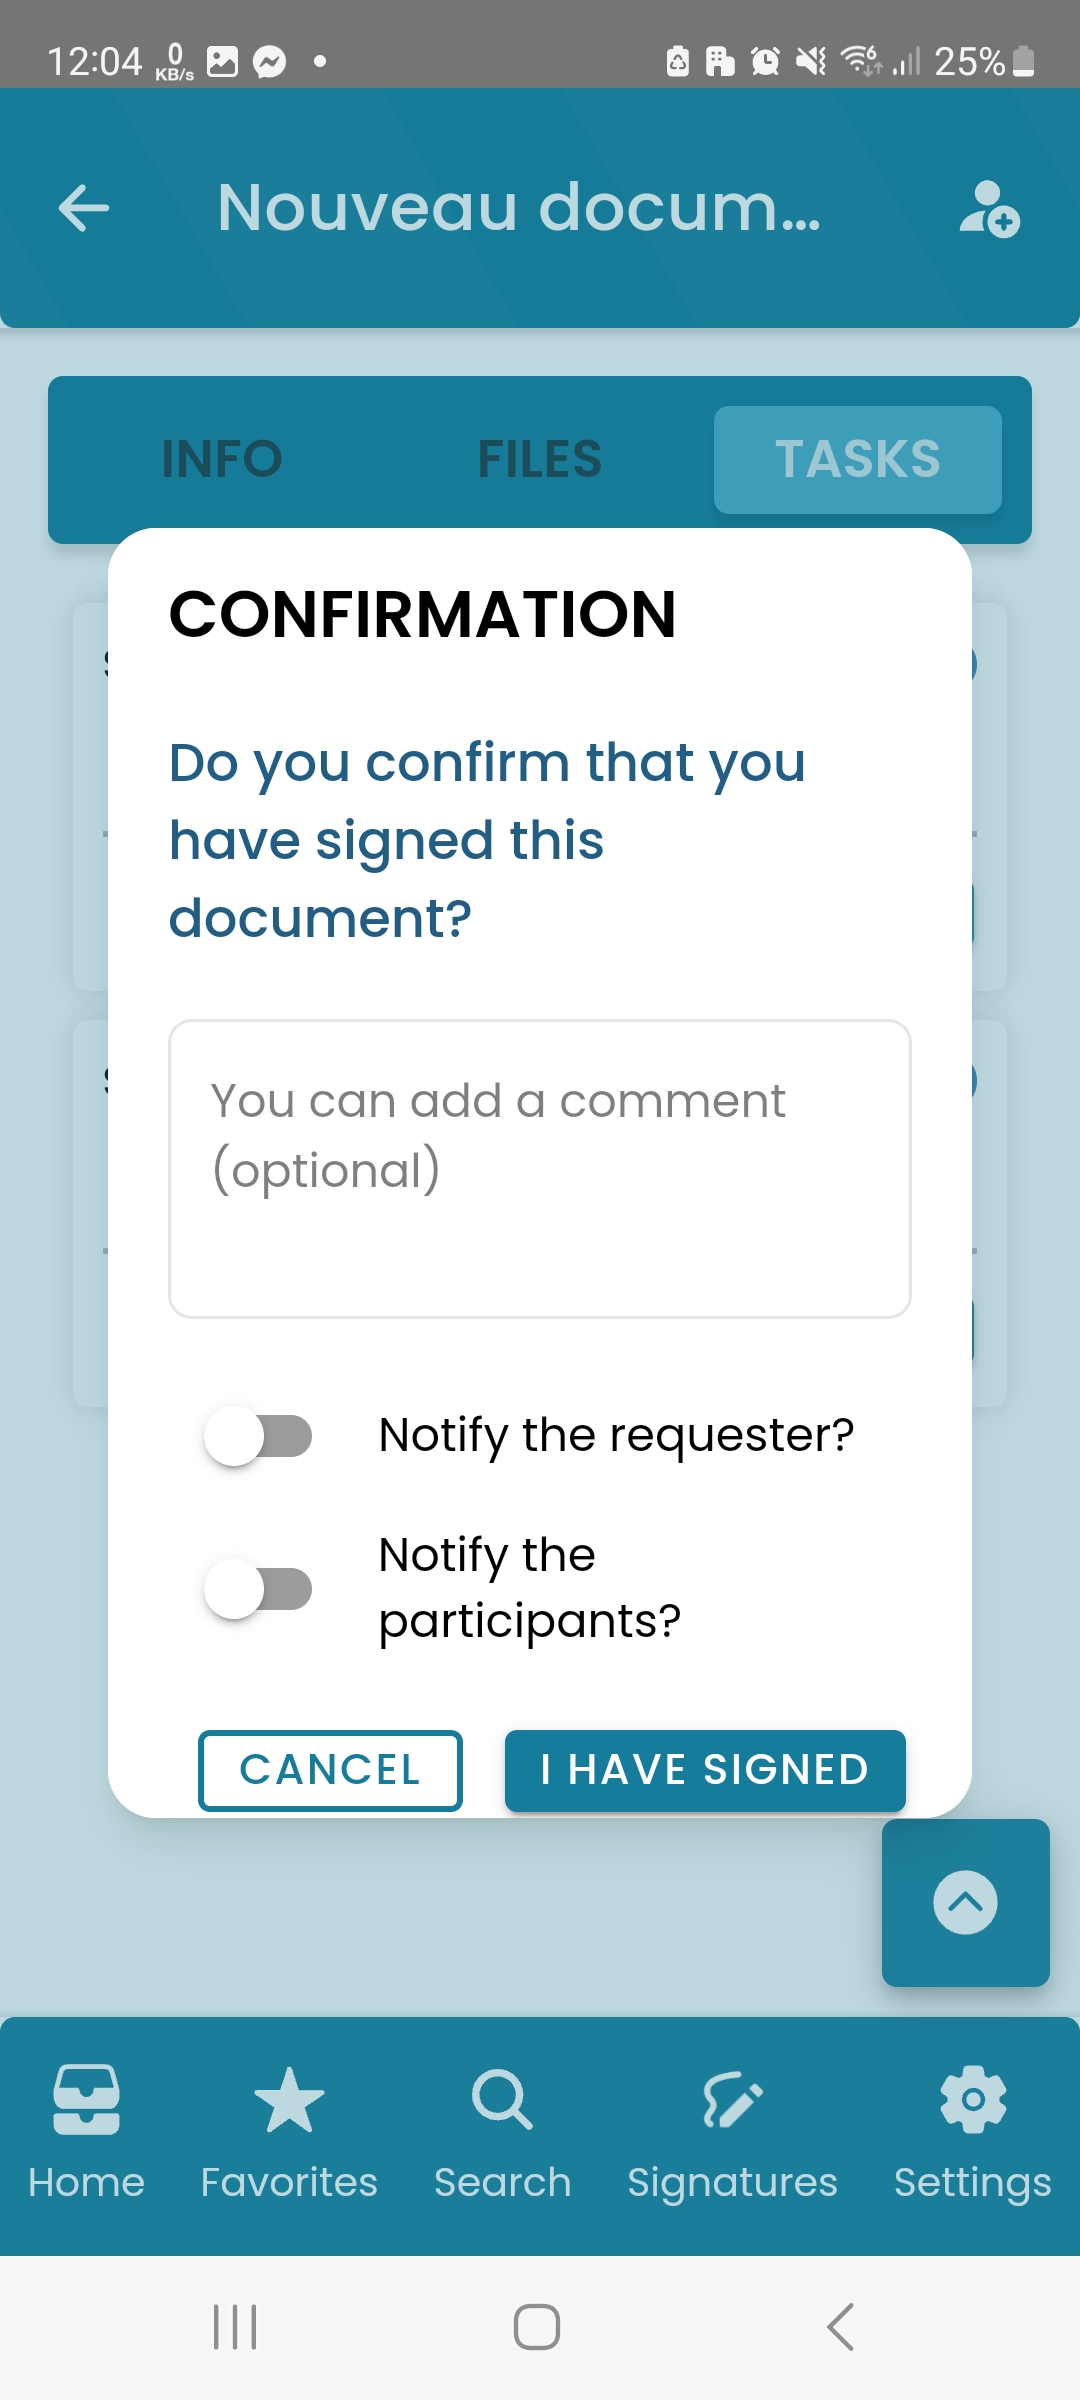 12:04 0 KB/s 25%
Nouveau docum...
INFO FILES TASKS
CONFIRMATION
Do you confirm that you
have signed this
document?
You can add a comment
(optional)
Notify the requester?
Notify the
participants?
CANCEL I HAVE SIGNED
Home Favorites Search Signatures Settings